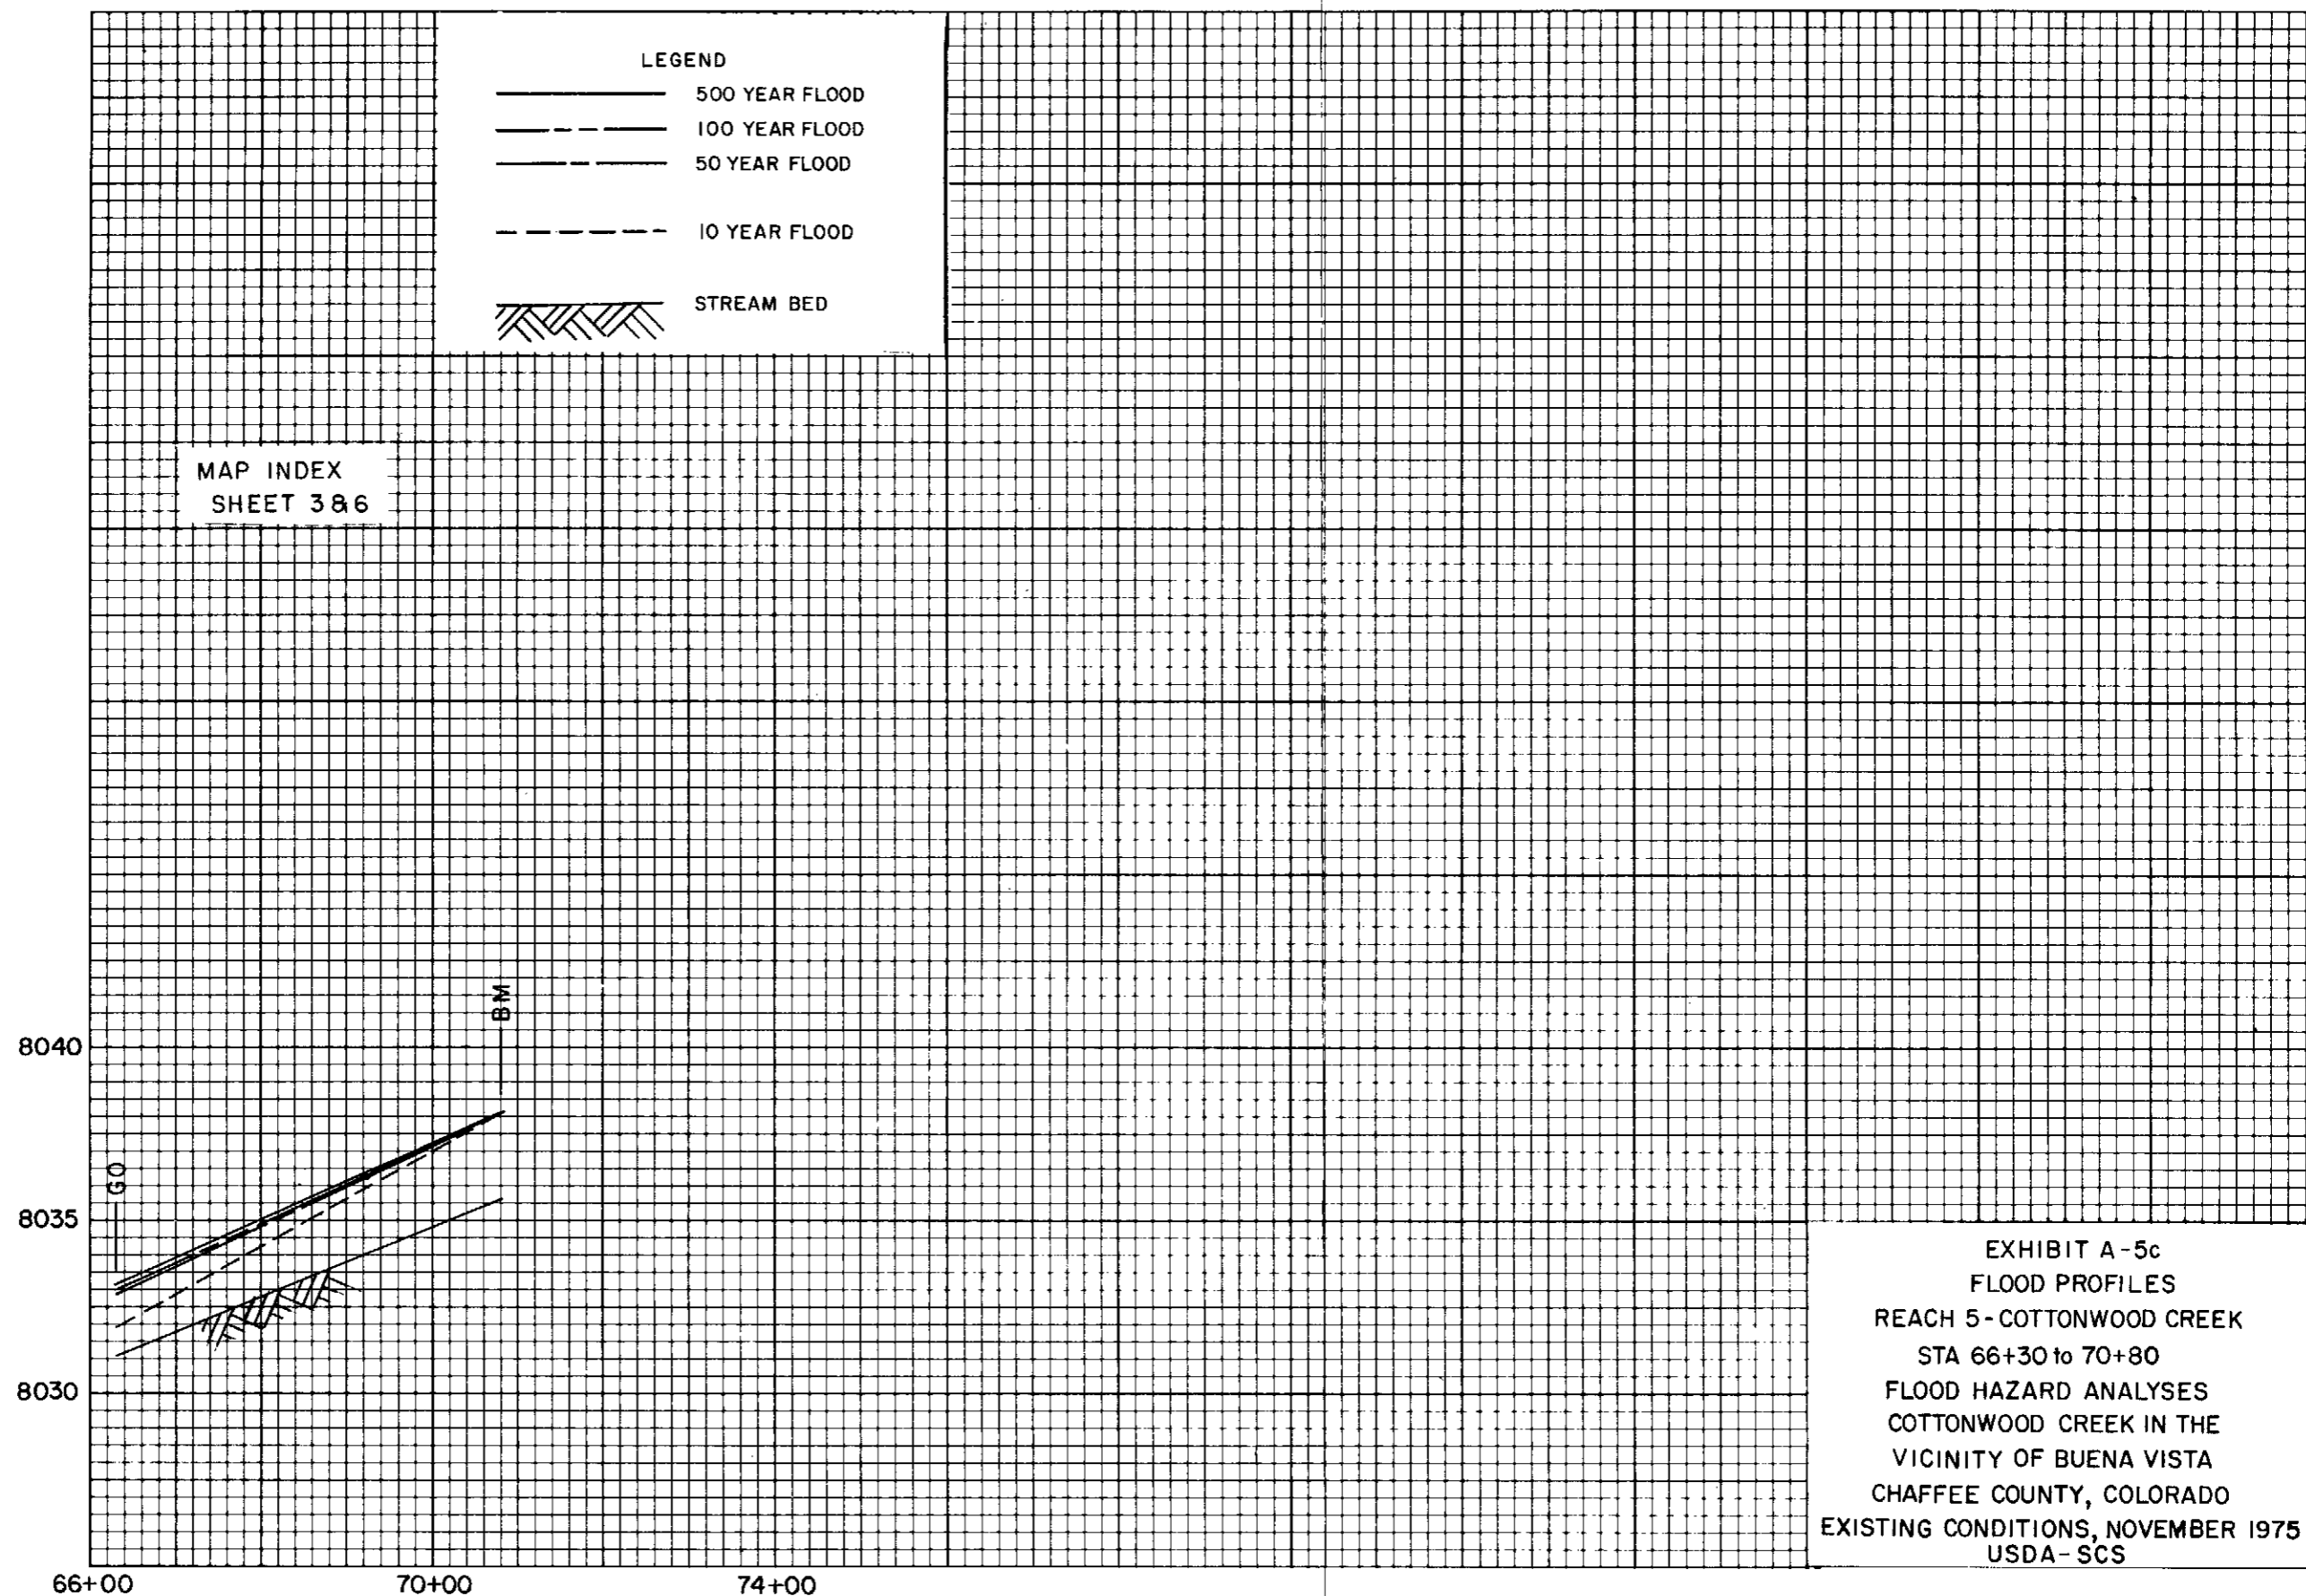 LEGEND
500 YEAR FLOOD
100 YEAR FLOOD
50 YEAR FLOOD
10 YEAR FLOOD
STREAM BED
MAP INDEX
SHEET 3&6
BM
GO
8040
8035
8030
66+00 70+00 74+00
EXHIBIT A-5c
FLOOD PROFILES
REACH 5-COTTONWOOD CREEK
STA 66+30 to 70+80
FLOOD HAZARD ANALYSES
COTTONWOOD CREEK IN THE
VICINITY OF BUENA VISTA
CHAFFEE COUNTY, COLORADO
EXISTING CONDITIONS, NOVEMBER 1975
USDA-SCS